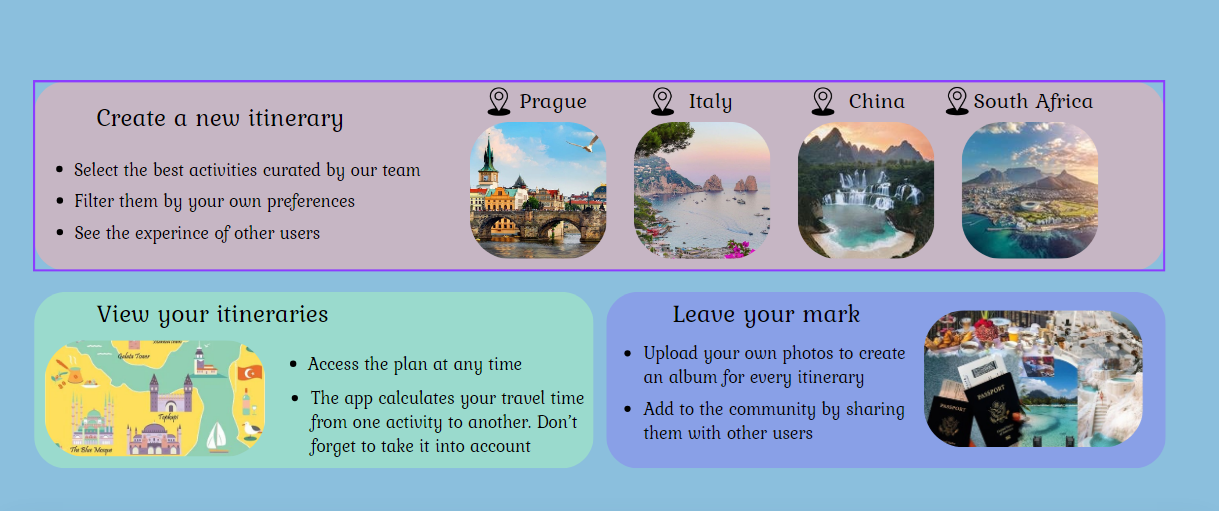 Create a new itinerary
• Select the best activities curated by our team
• Filter them by your own preferences
• See the experince of other users
Prague
Italy
China
South Africa
View your itineraries
Galata Tower
Topkapi
The Blue Mosque
• Access the plan at any time
• The app calculates your travel time
from one activity to another. Don't
forget to take it into account
Leave your mark
• Upload your own photos to create
an album for every itinerary
• Add to the community by sharing
them with other users
PASSPORT
PASSPORT